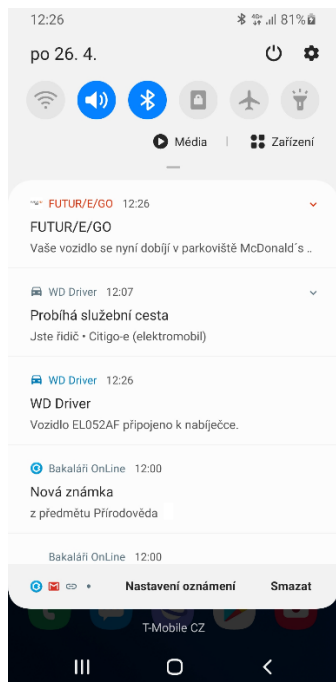 12:26
81%
po 26. 4.
Média
Zařízení
FUTUR/E/GO 12:26
FUTUR/E/GO
Vaše vozidlo se nyní dobíjí v parkoviště McDonald´s ..
WD Driver 12:07
Probíhá služební cesta
Jste řidič • Citigo-e (elektromobil)
WD Driver 12:26
WD Driver
Vozidlo EL052AF připojeno k nabíječce.
Bakaláři OnLine 12:00
Nová známka
z předmětu Přírodověda
Bakaláři OnLine 12:00
Nastavení oznámení Smazat
T-Mobile CZ